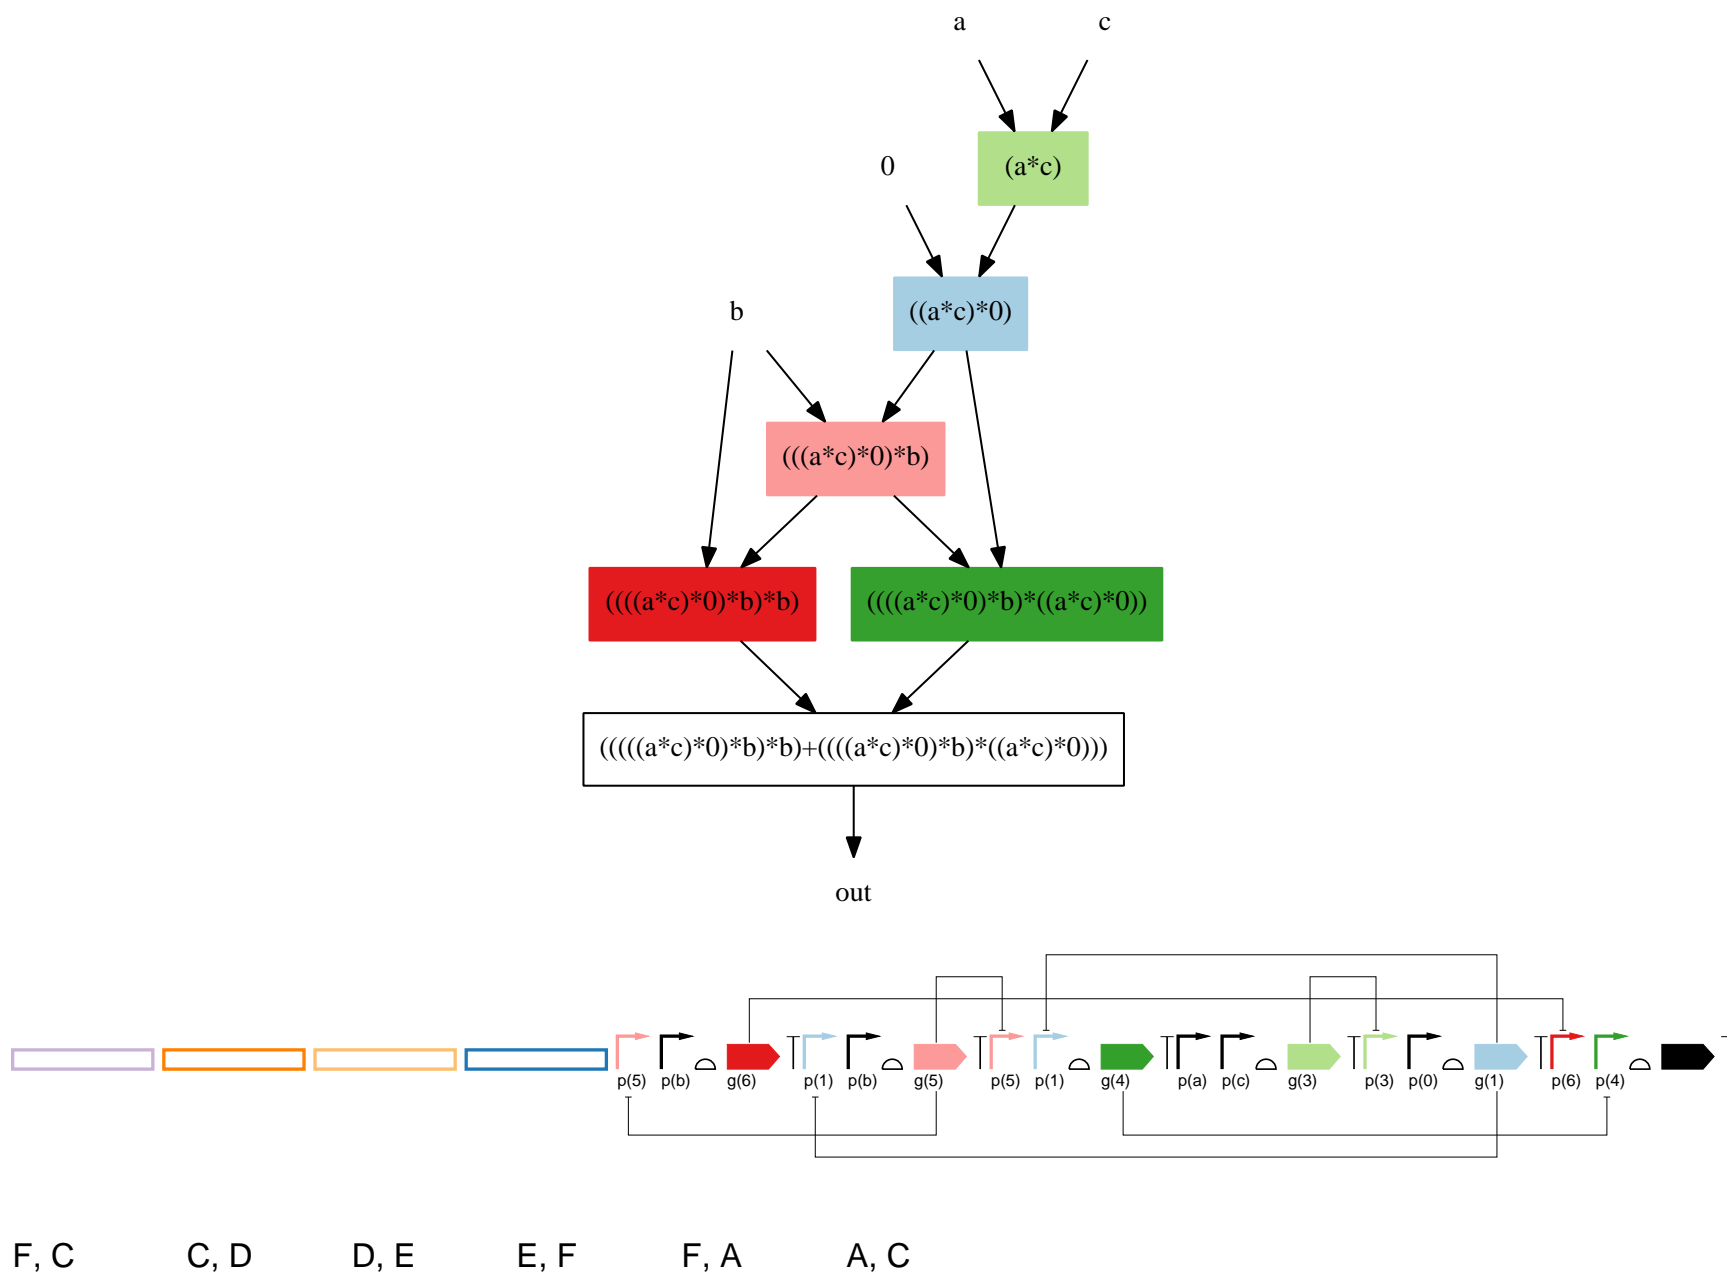 a c
0 (a*c)
b ((a*c)*0)
(((a*c)*0)*b)
((((a*c)*0)*b)*b) ((((a*c)*0)*b)*((a*c)*0))
(((((a*c)*0)*b)*b)+((((a*c)*0)*b)*((a*c)*0)))
out
p(5) p(b) g(6) p(1) p(b) g(5) p(5) p(1) g(4) p(a) p(c) g(3) p(3) p(0) g(1) p(6) p(4)
F, C C, D D, E E, F F, A A, C